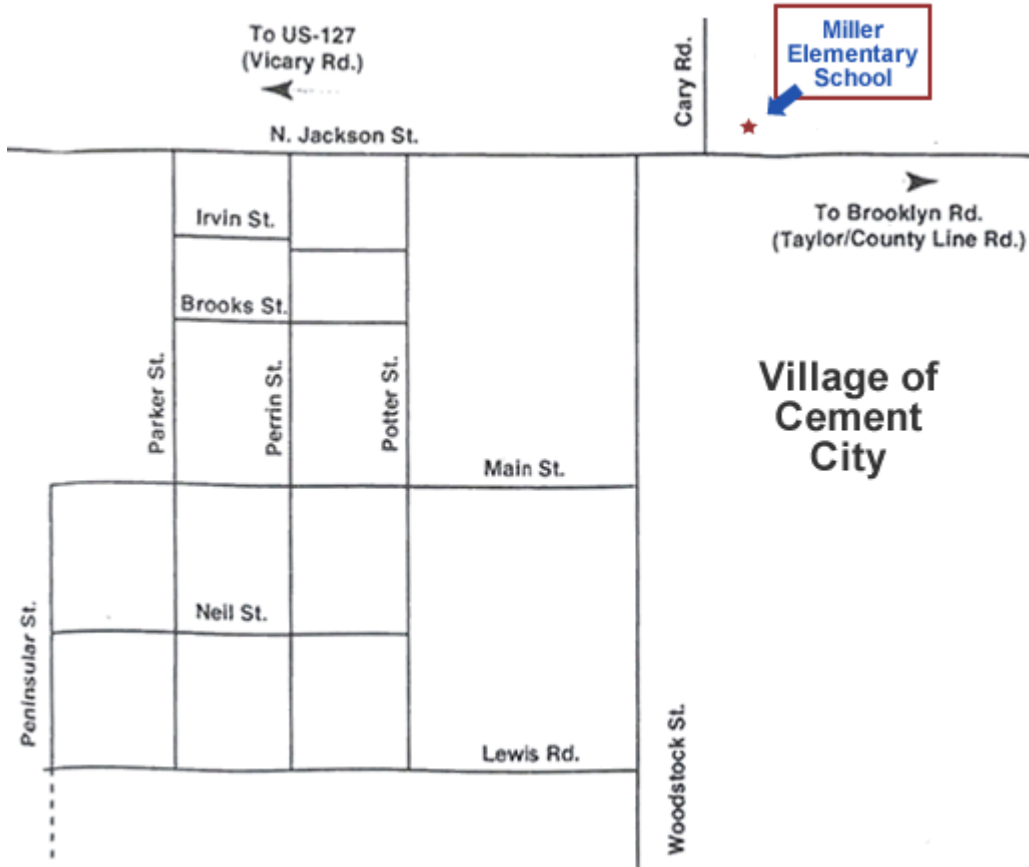 To US-127
(Vicary Rd.)
Cary Rd.
Miller
Elementary
School
N. Jackson St.
To Brooklyn Rd.
(Taylor/County Line Rd.)
Irvin St.
Brooks St.
Parker St.
Perrin St.
Potter St.
Village of
Cement
City
Main St.
Peninsular St.
Neil St.
Lewis Rd.
Woodstock St.